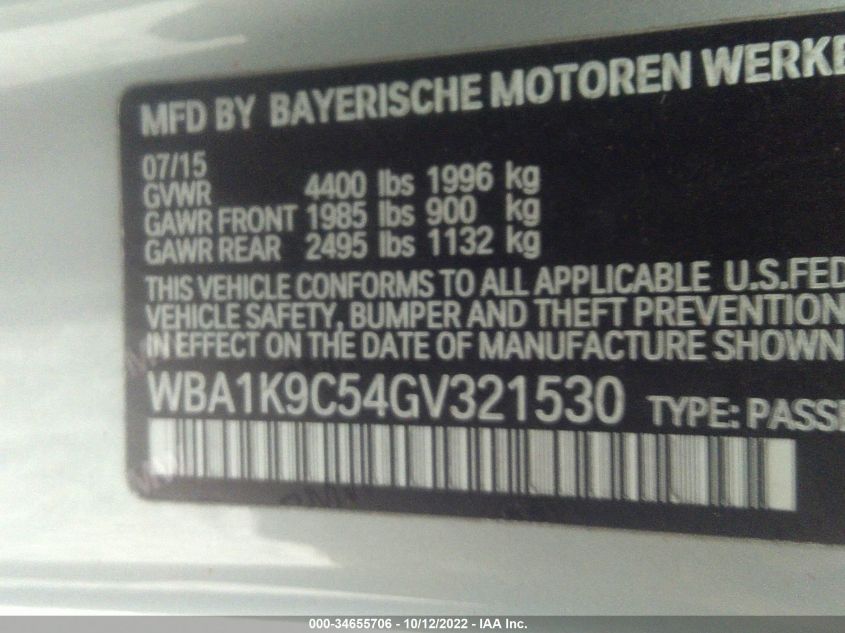 MFD BY BAYERISCHE MOTOREN WERKE
07/15
GVWR 4400 lbs 1996 kg
GAWR FRONT 1985 lbs 900 kg
GAWR REAR 2495 lbs 1132 kg
THIS VEHICLE CONFORMS TO ALL APPLICABLE U.S.FED
VEHICLE SAFETY, BUMPER AND THEFT PREVENTION
IN EFFECT ON THE DATE OF MANUFACTURE SHOWN
WBA1K9C54GV321530 TYPE: PASSE
000-34655706 - 10/12/2022 - IAA Inc.